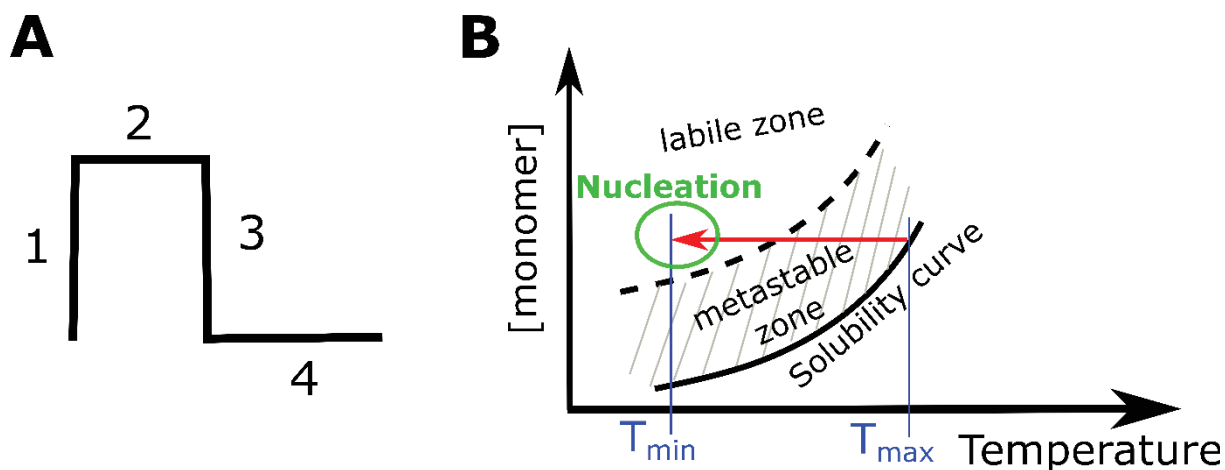 A
1
2
3
4
B
[monomer]
labile zone
Nucleation
metastable
zone
Solubility curve
Tmin
Tmax
Temperature